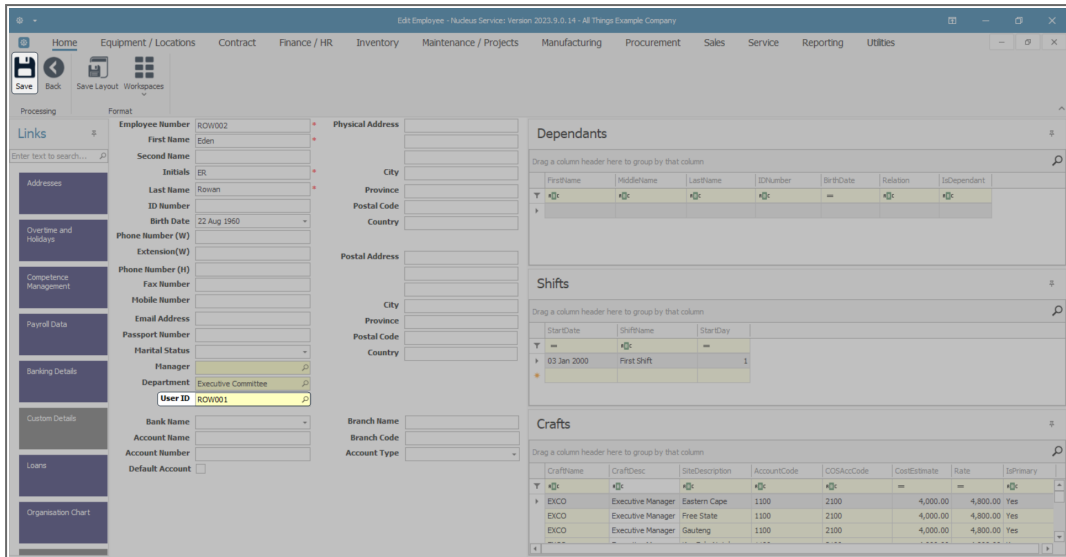 Edit Employee - Nucleus Service: Version 2023.9.0.14 - All Things Example Company
Home Equipment / Locations Contract Finance / HR Inventory Maintenance / Projects Manufacturing Procurement Sales Service Reporting Utilities
Save Back Save Layout Workspaces
Processing Format
Links
Enter text to search...
Addresses
Overtime and
Holidays
Competence
Management
Payroll Data
Banking Details
Custom Details
Loans
Organisation Chart
Employee Number ROW002 *
First Name Eden *
Second Name
Initials ER *
Last Name Rowan *
ID Number
Birth Date 22 Aug 1960
Phone Number (W)
Extension(W)
Phone Number (H)
Fax Number
Mobile Number
Email Address
Passport Number
Marital Status
Manager
Department Executive Committee
User ID ROW001
Bank Name
Account Name
Account Number
Default Account
Physical Address
City
Province
Postal Code
Country
Postal Address
City
Province
Postal Code
Country
Branch Name
Branch Code
Account Type
Dependants
Drag a column header here to group by that column
FirstName MiddleName LastName IDNumber BirthDate Relation IsDependant
Shifts
Drag a column header here to group by that column
StartDate ShiftName StartDay
03 Jan 2000 First Shift 1
Crafts
Drag a column header here to group by that column
CraftName CraftDesc SiteDescription AccountCode COSAccCode CostEstimate Rate IsPrimary
EXCO Executive Manager Eastern Cape 1100 2100 4,000.00 4,800.00 Yes
EXCO Executive Manager Free State 1100 2100 4,000.00 4,800.00 Yes
EXCO Executive Manager Gauteng 1100 2100 4,000.00 4,800.00 Yes